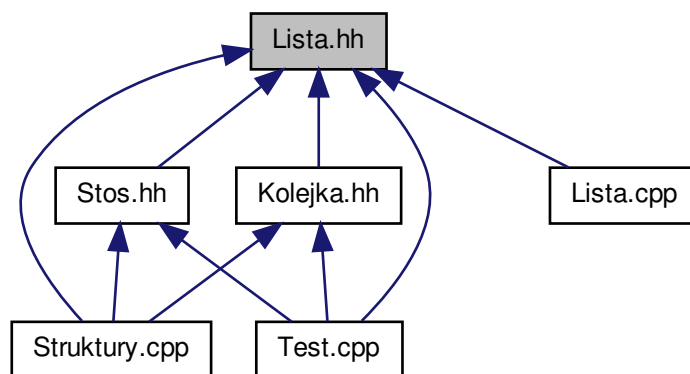 Lista.hh
Stos.hh
Kolejka.hh
Lista.cpp
Struktury.cpp
Test.cpp